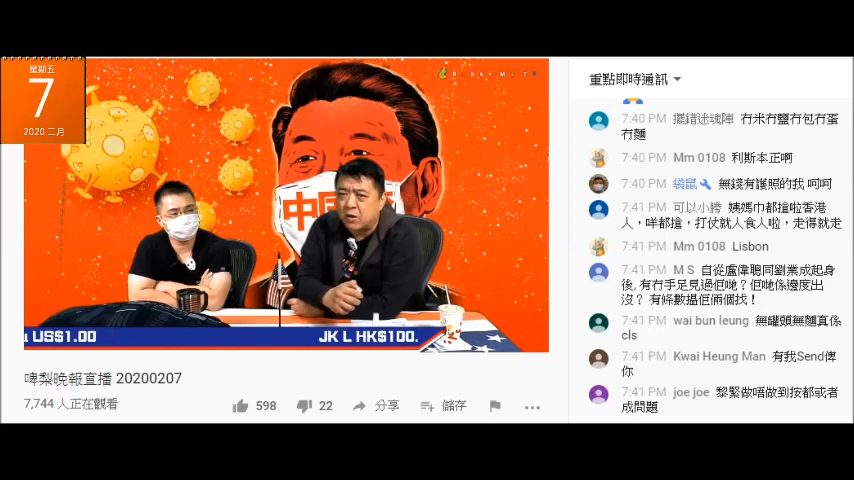 星期五
7
2020 二月
中國
US$1.00
JK L HK$100.
啤梨晚報直播 20200207
7,744 人正在觀看
598
22
分享
儲存
重點即時通訊
7:40 PM 擺錯迷魂陣 冇米冇鹽冇包冇蛋
冇麵
7:40 PM Mm 0108 利斯本正啊
7:40 PM 袋鼠 無錢有護照的我 呵呵
7:41 PM 可以小勝 姨媽巾都搶啦香港
人，咩都搶，打仗就人食人啦，走得就走
7:41 PM Mm 0108 Lisbon
7:41 PM M S 自從盧偉聰同劉業成起身
後, 有冇手足見過佢哋？佢哋係邊度出
沒？ 有條數搵佢倆個找！
7:41 PM wai bun leung 無罐頭無麵真係
cls
7:41 PM Kwai Heung Man 有我Send俾
你
7:41 PM joe joe 黎緊做唔做到按都或者
成問題